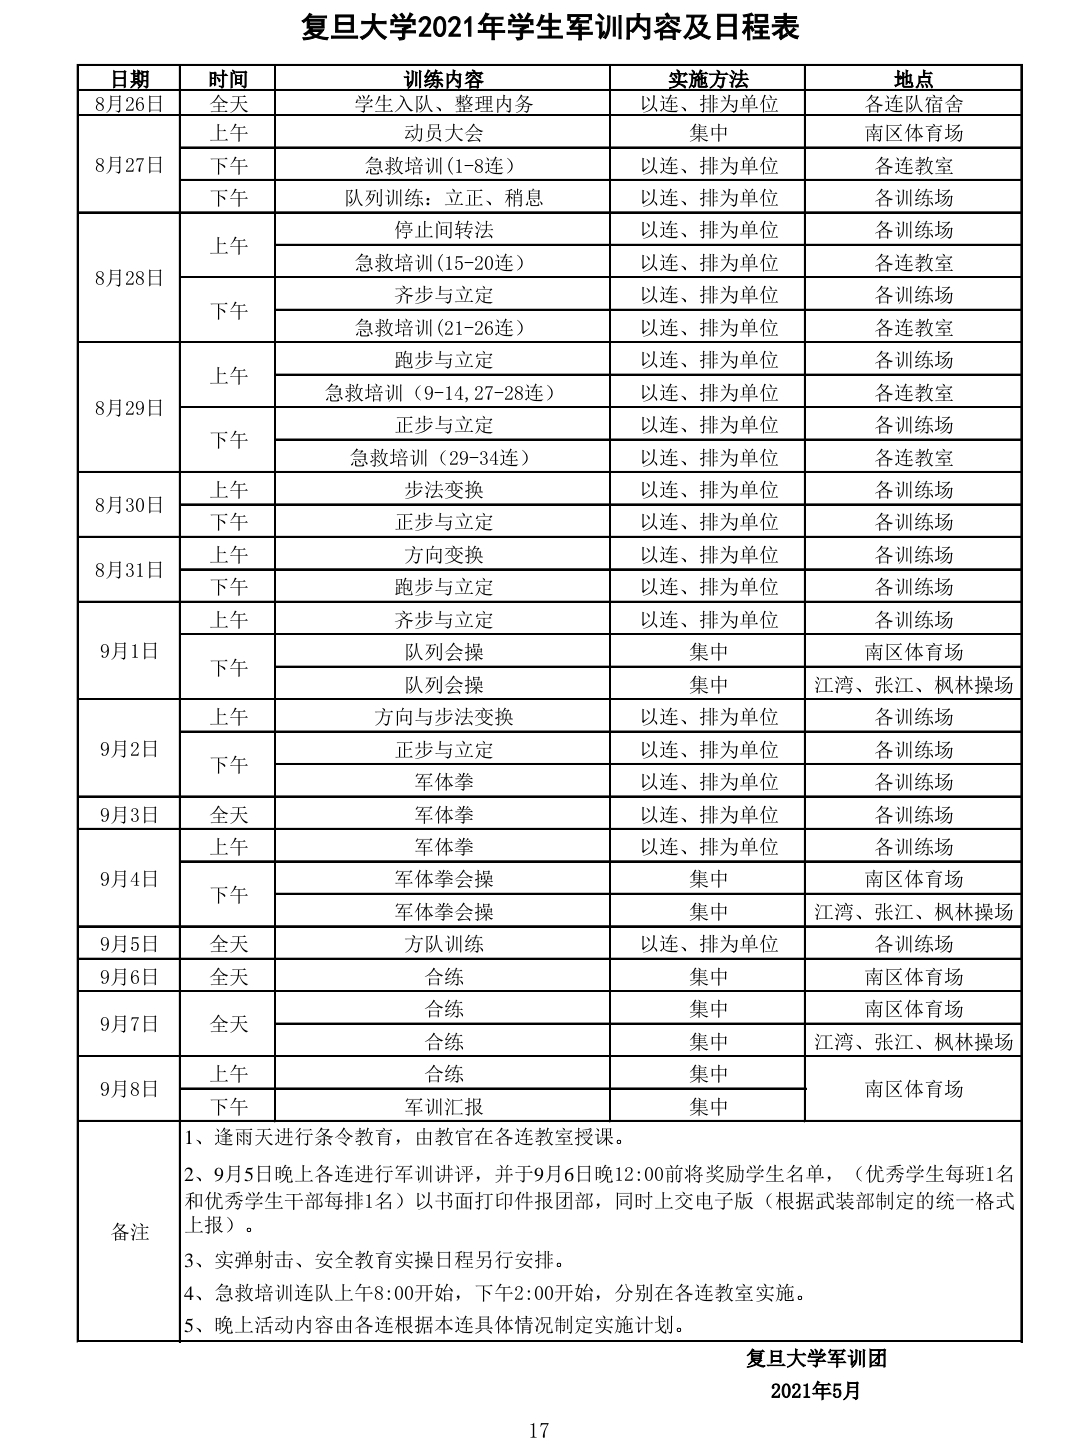 复旦大学2021年学生军训内容及日程表
日期 时间 训练内容 实施方法 地点
8月26日 全天 学生入队、整理内务 以连、排为单位 各连队宿舍
8月27日 上午 动员大会 集中 南区体育场
下午 急救培训(1-8连) 以连、排为单位 各连教室
下午 队列训练：立正、稍息 以连、排为单位 各训练场
8月28日 上午 停止间转法 以连、排为单位 各训练场
急救培训(15-20连) 以连、排为单位 各连教室
下午 齐步与立定 以连、排为单位 各训练场
急救培训(21-26连) 以连、排为单位 各连教室
8月29日 上午 跑步与立定 以连、排为单位 各训练场
急救培训（9-14,27-28连） 以连、排为单位 各连教室
下午 正步与立定 以连、排为单位 各训练场
急救培训（29-34连） 以连、排为单位 各连教室
8月30日 上午 步法变换 以连、排为单位 各训练场
下午 正步与立定 以连、排为单位 各训练场
8月31日 上午 方向变换 以连、排为单位 各训练场
下午 跑步与立定 以连、排为单位 各训练场
9月1日 上午 齐步与立定 以连、排为单位 各训练场
下午 队列会操 集中 南区体育场
队列会操 集中 江湾、张江、枫林操场
9月2日 上午 方向与步法变换 以连、排为单位 各训练场
下午 正步与立定 以连、排为单位 各训练场
军体拳 以连、排为单位 各训练场
9月3日 全天 军体拳 以连、排为单位 各训练场
9月4日 上午 军体拳 以连、排为单位 各训练场
下午 军体拳会操 集中 南区体育场
军体拳会操 集中 江湾、张江、枫林操场
9月5日 全天 方队训练 以连、排为单位 各训练场
9月6日 全天 合练 集中 南区体育场
9月7日 全天 合练 集中 南区体育场
合练 集中 江湾、张江、枫林操场
9月8日 上午 合练 集中 南区体育场
下午 军训汇报 集中
备注 1、逢雨天进行条令教育，由教官在各连教室授课。
2、9月5日晚上各连进行军训讲评，并于9月6日晚12:00前将奖励学生名单，（优秀学生每班1名
和优秀学生干部每排1名）以书面打印件报团部，同时上交电子版（根据武装部制定的统一格式
上报）。
3、实弹射击、安全教育实操日程另行安排。
4、急救培训连队上午8:00开始，下午2:00开始，分别在各连教室实施。
5、晚上活动内容由各连根据本连具体情况制定实施计划。
复旦大学军训团
2021年5月
17